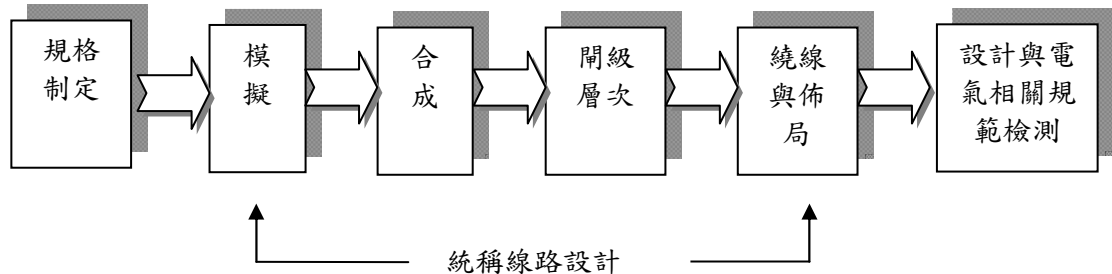 規格
制定
模
擬
合
成
閘級
層次
繞線
與佈
局
設計與電
氣相關規
範檢測
統稱線路設計